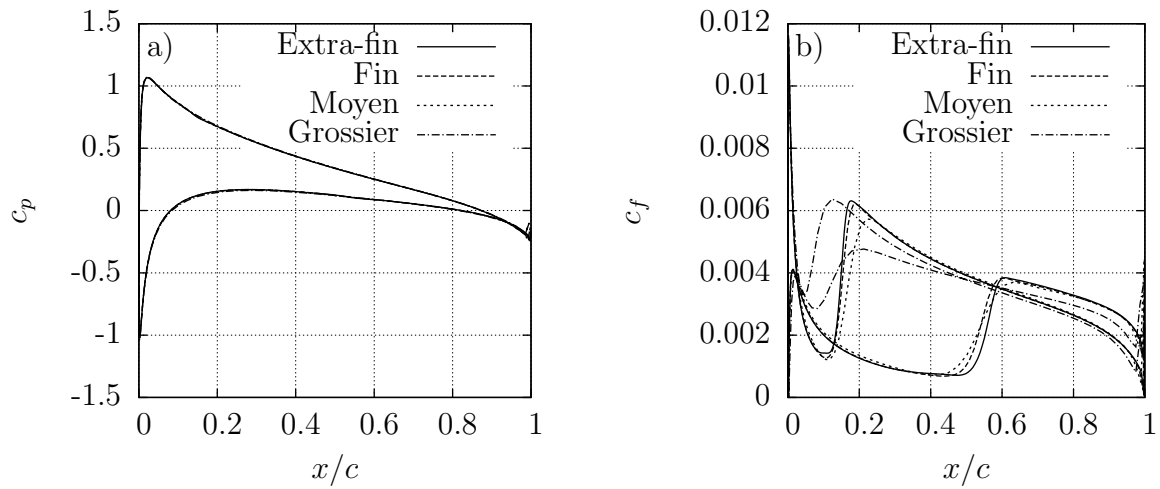 a)
Extra-fin
Fin
Moyen
Grossier
1.5
1
0.5
0
-0.5
-1
-1.5
c_p
0 0.2 0.4 0.6 0.8 1
x/c
b)
Extra-fin
Fin
Moyen
Grossier
0.012
0.01
0.008
0.006
0.004
0.002
0
c_f
0 0.2 0.4 0.6 0.8 1
x/c